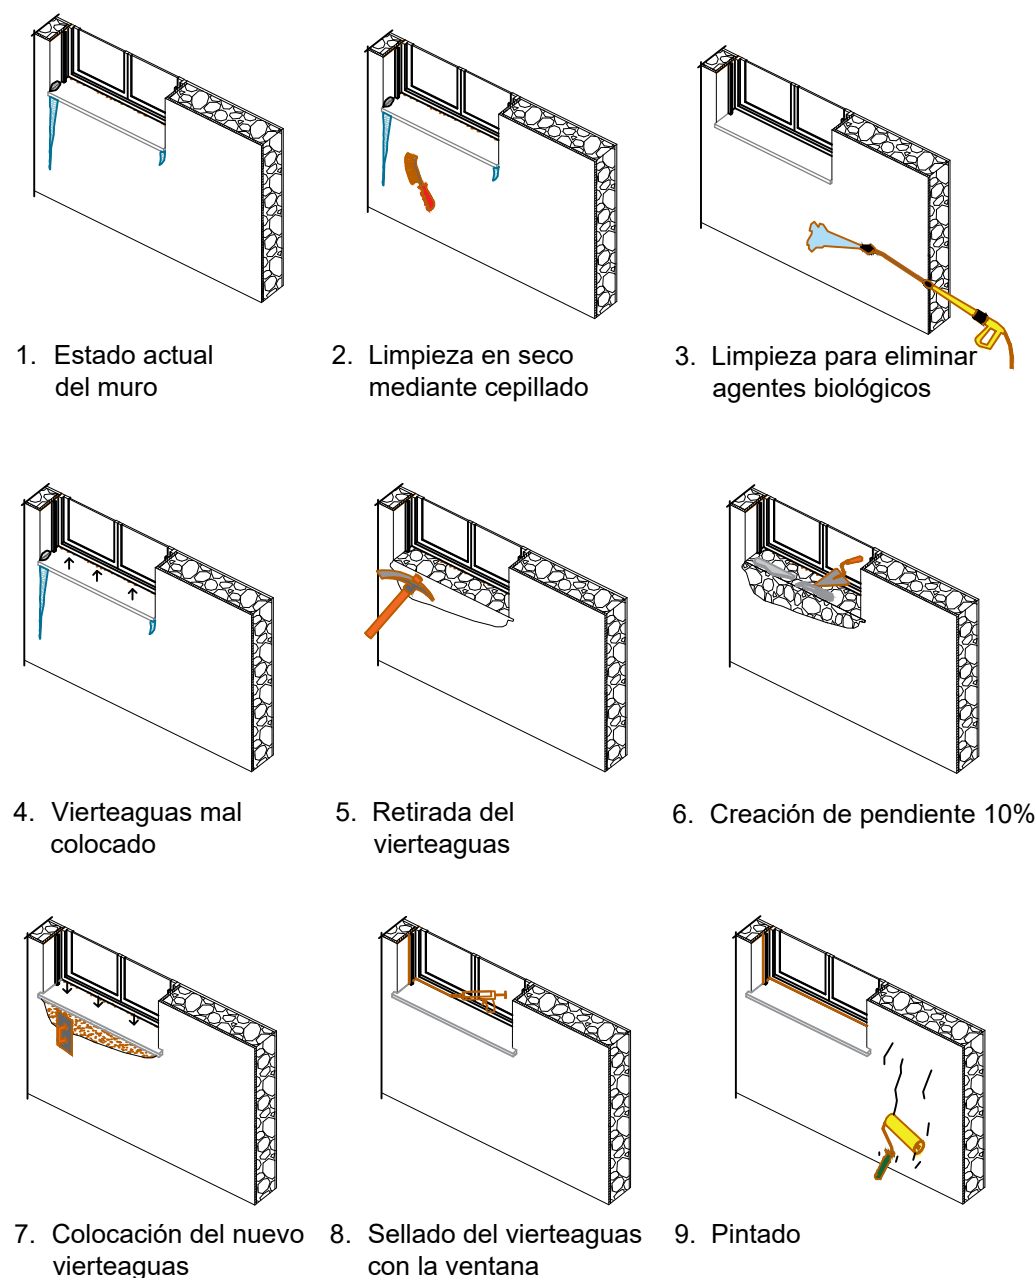 1. Estado actual
del muro
2. Limpieza en seco
mediante cepillado
3. Limpieza para eliminar
agentes biológicos
4. Vierteaguas mal
colocado
5. Retirada del
vierteaguas
6. Creación de pendiente 10%
7. Colocación del nuevo
vierteaguas
8. Sellado del vierteaguas
con la ventana
9. Pintado